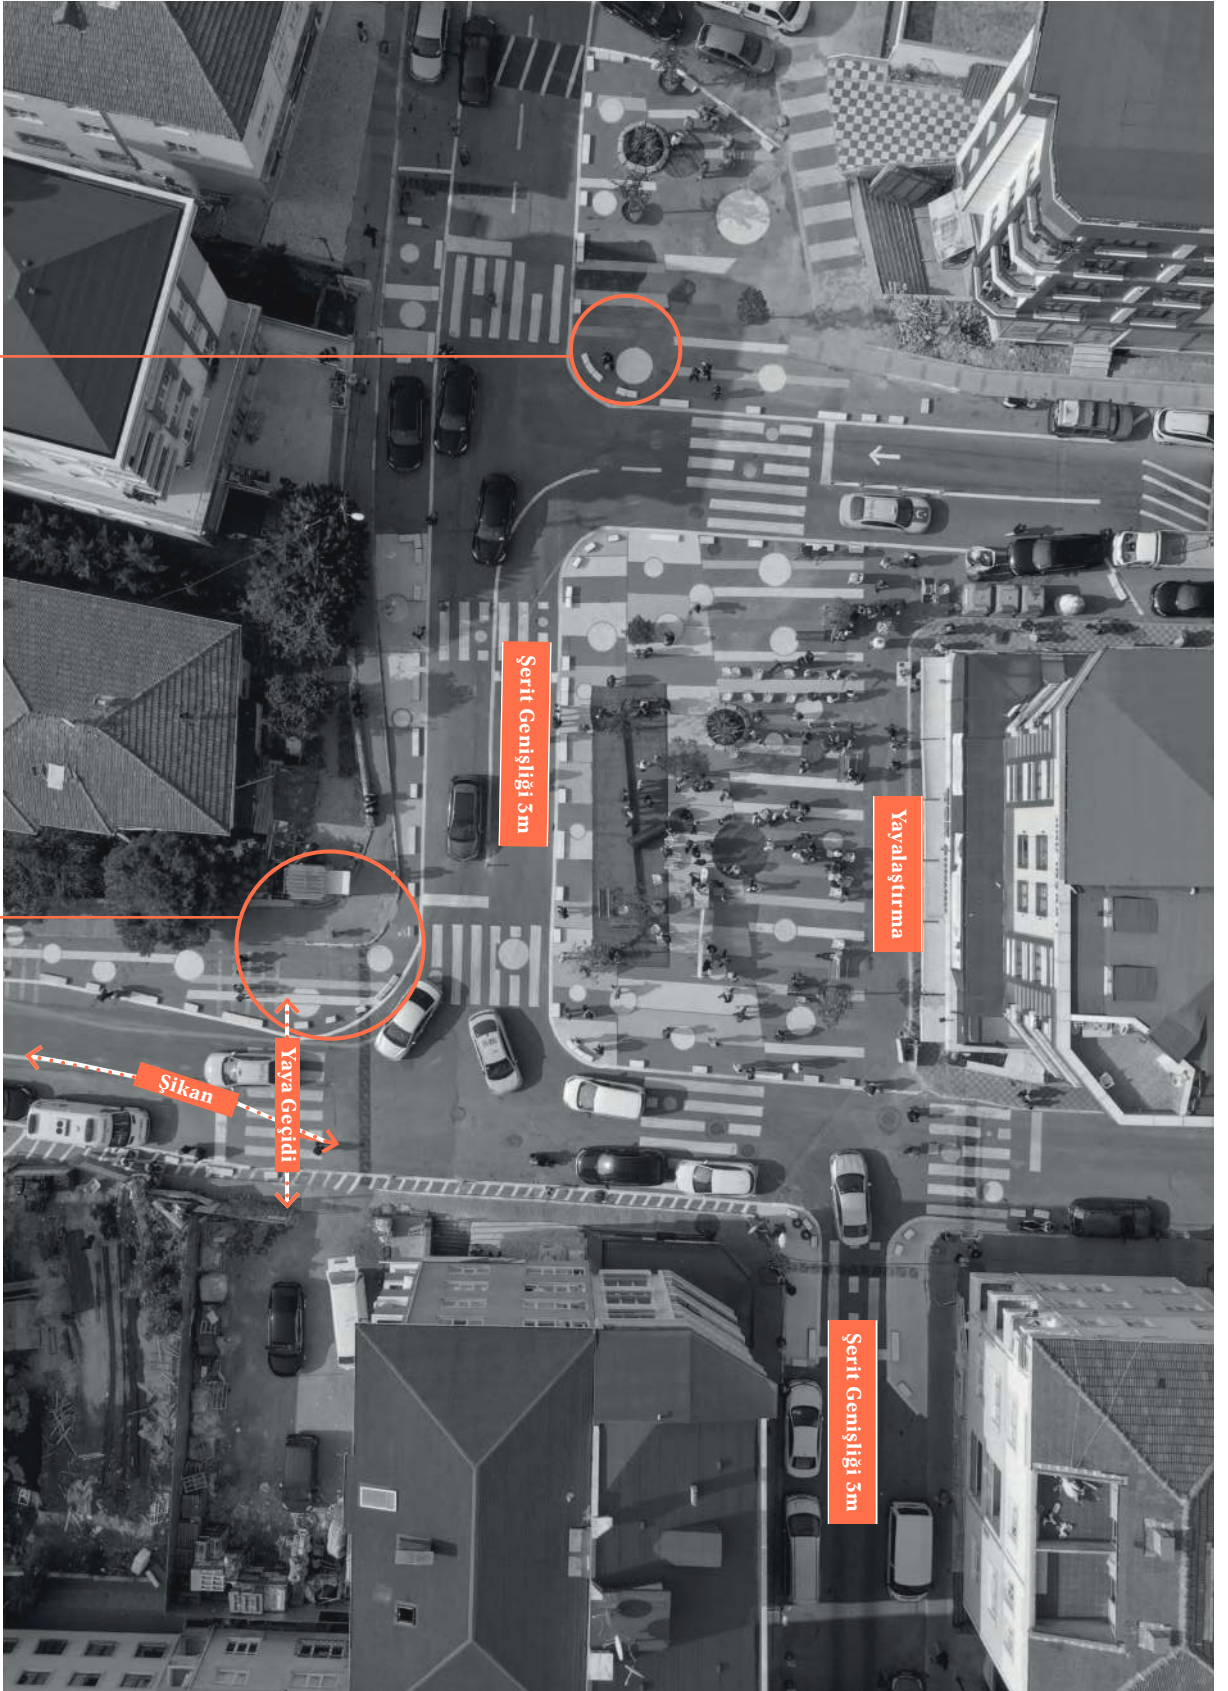 Şerit Genişliği 3m
Yayalaştırma
Yaya Geçidi
Şikan
Şerit Genişliği 3m